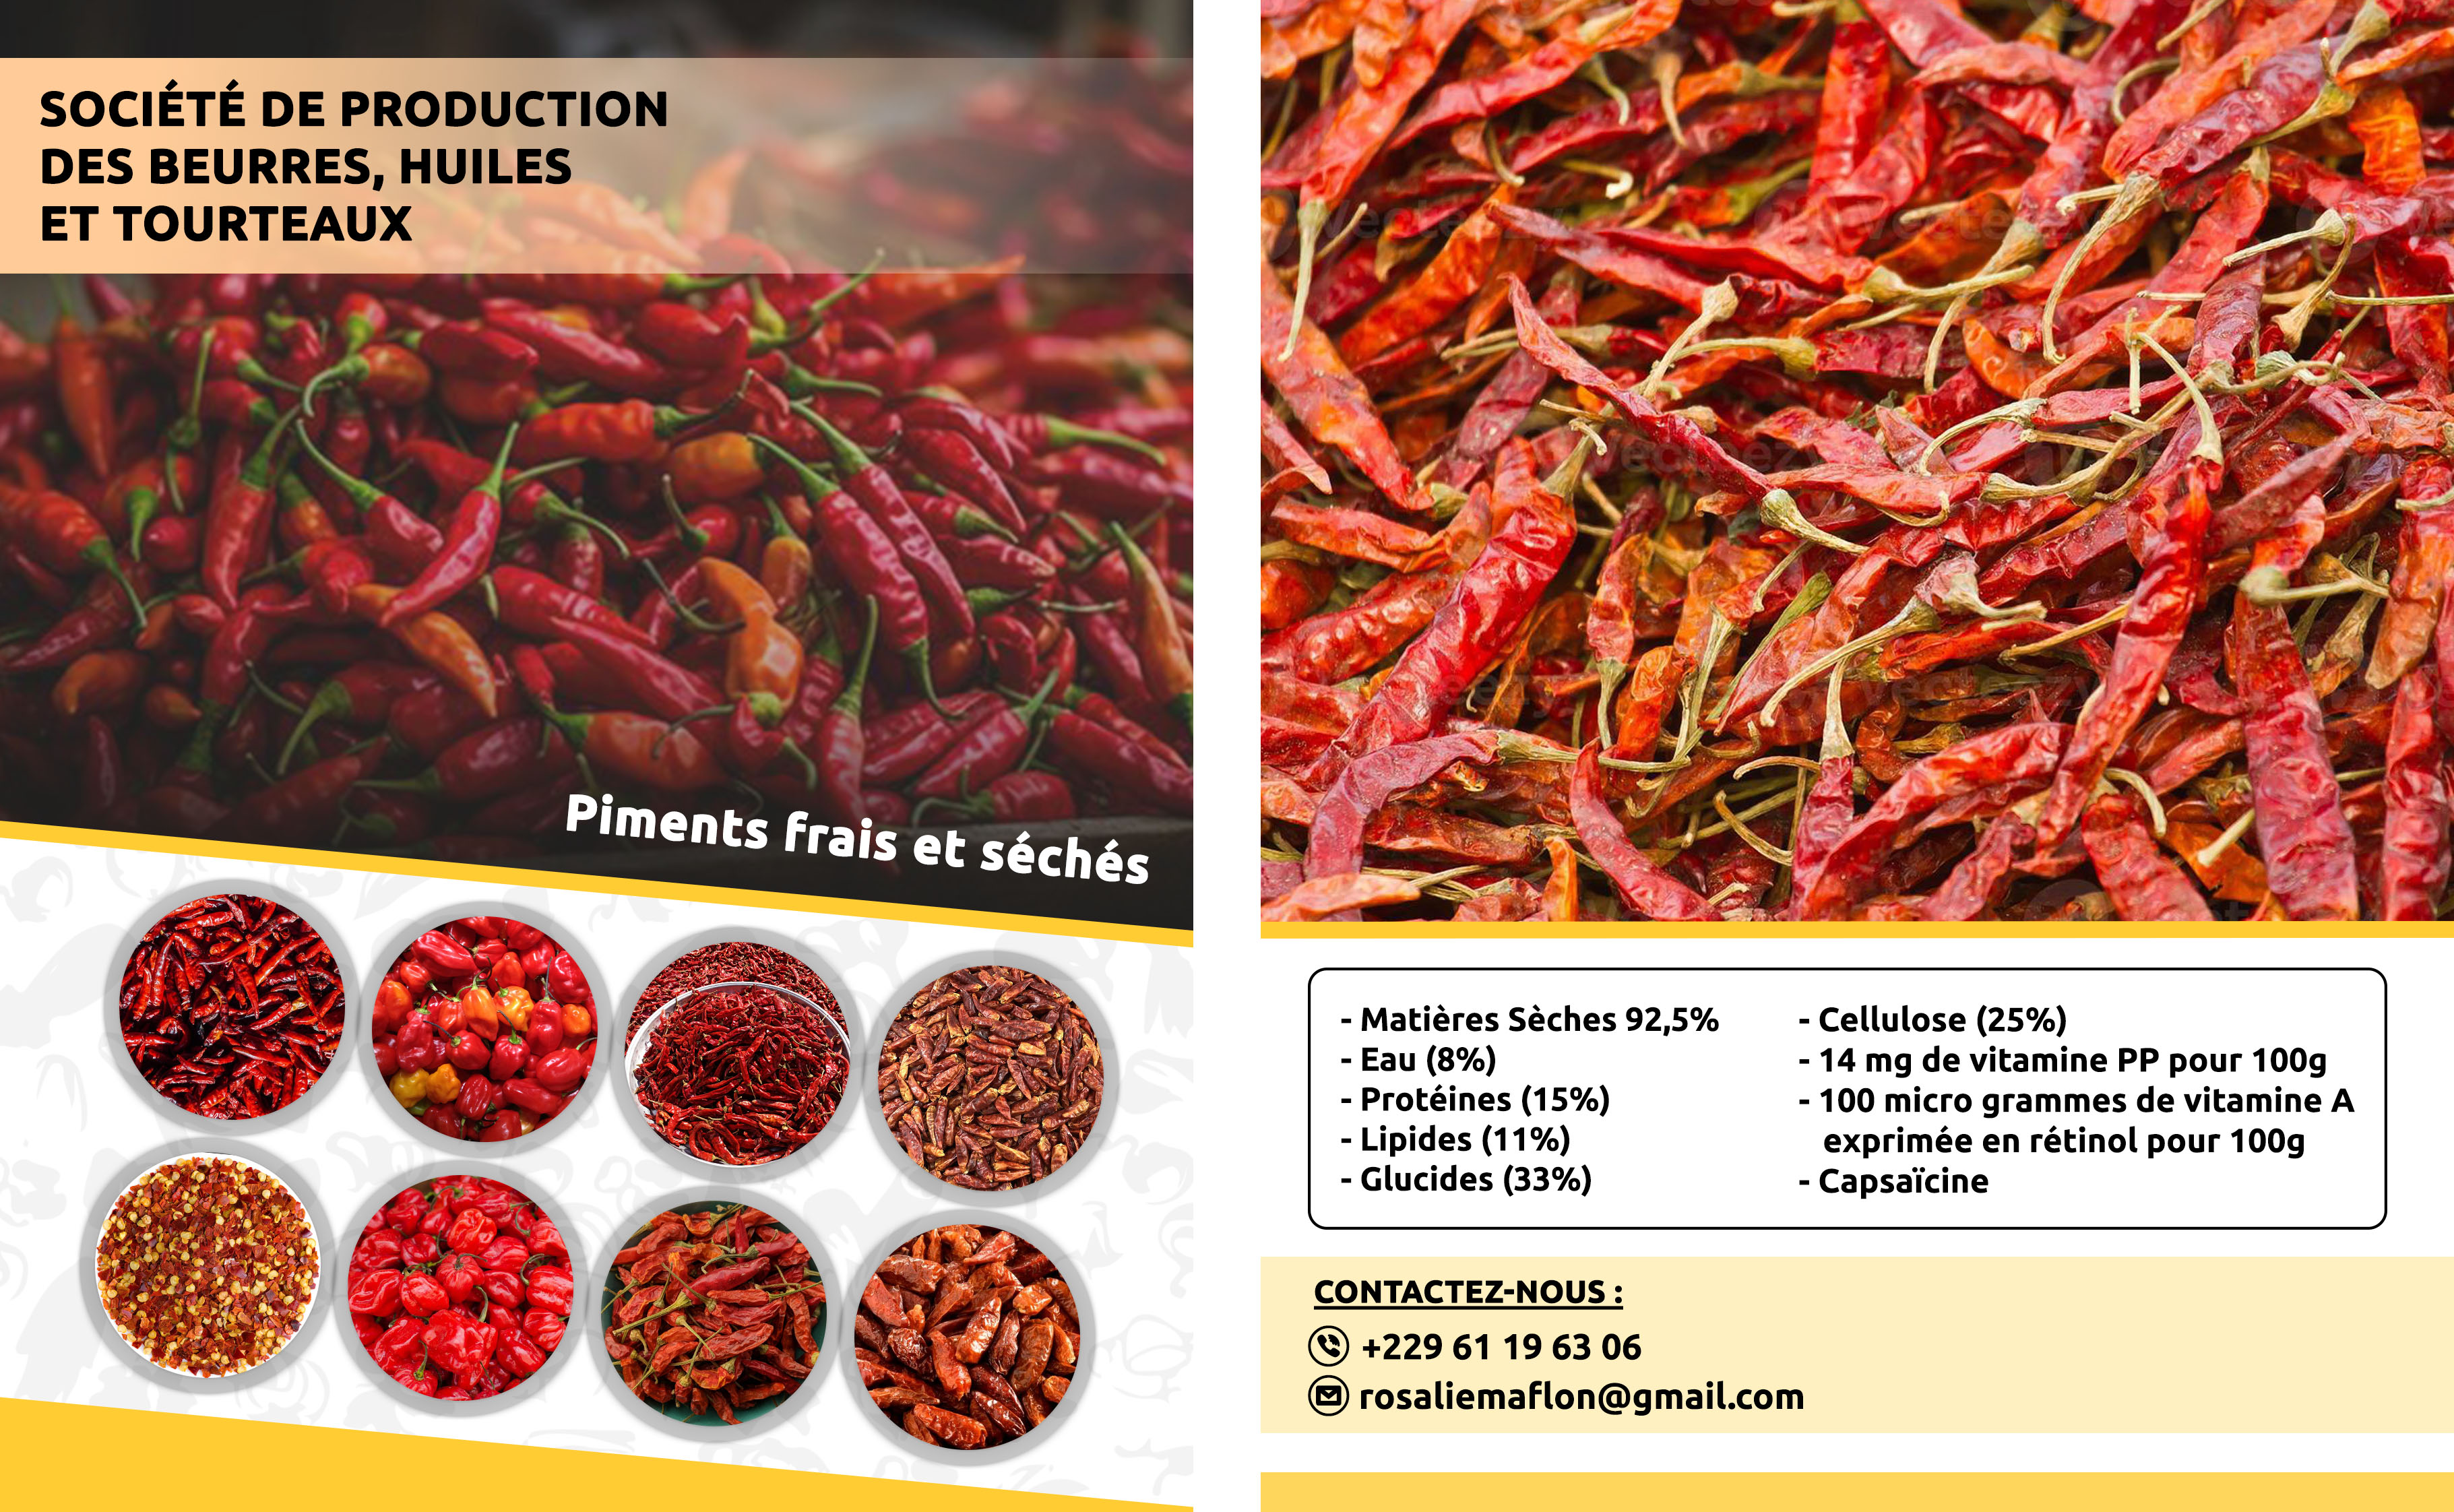 SOCIÉTÉ DE PRODUCTION
DES BEURRES, HUILES
ET TOURTEAUX
Piments frais et séchés
- Matières Sèches 92,5%
- Eau (8%)
- Protéines (15%)
- Lipides (11%)
- Glucides (33%)
- Cellulose (25%)
- 14 mg de vitamine PP pour 100g
- 100 micro grammes de vitamine A
exprimée en rétinol pour 100g
- Capsaïcine
CONTACTEZ-NOUS :
+229 61 19 63 06
rosaliemaflon@gmail.com